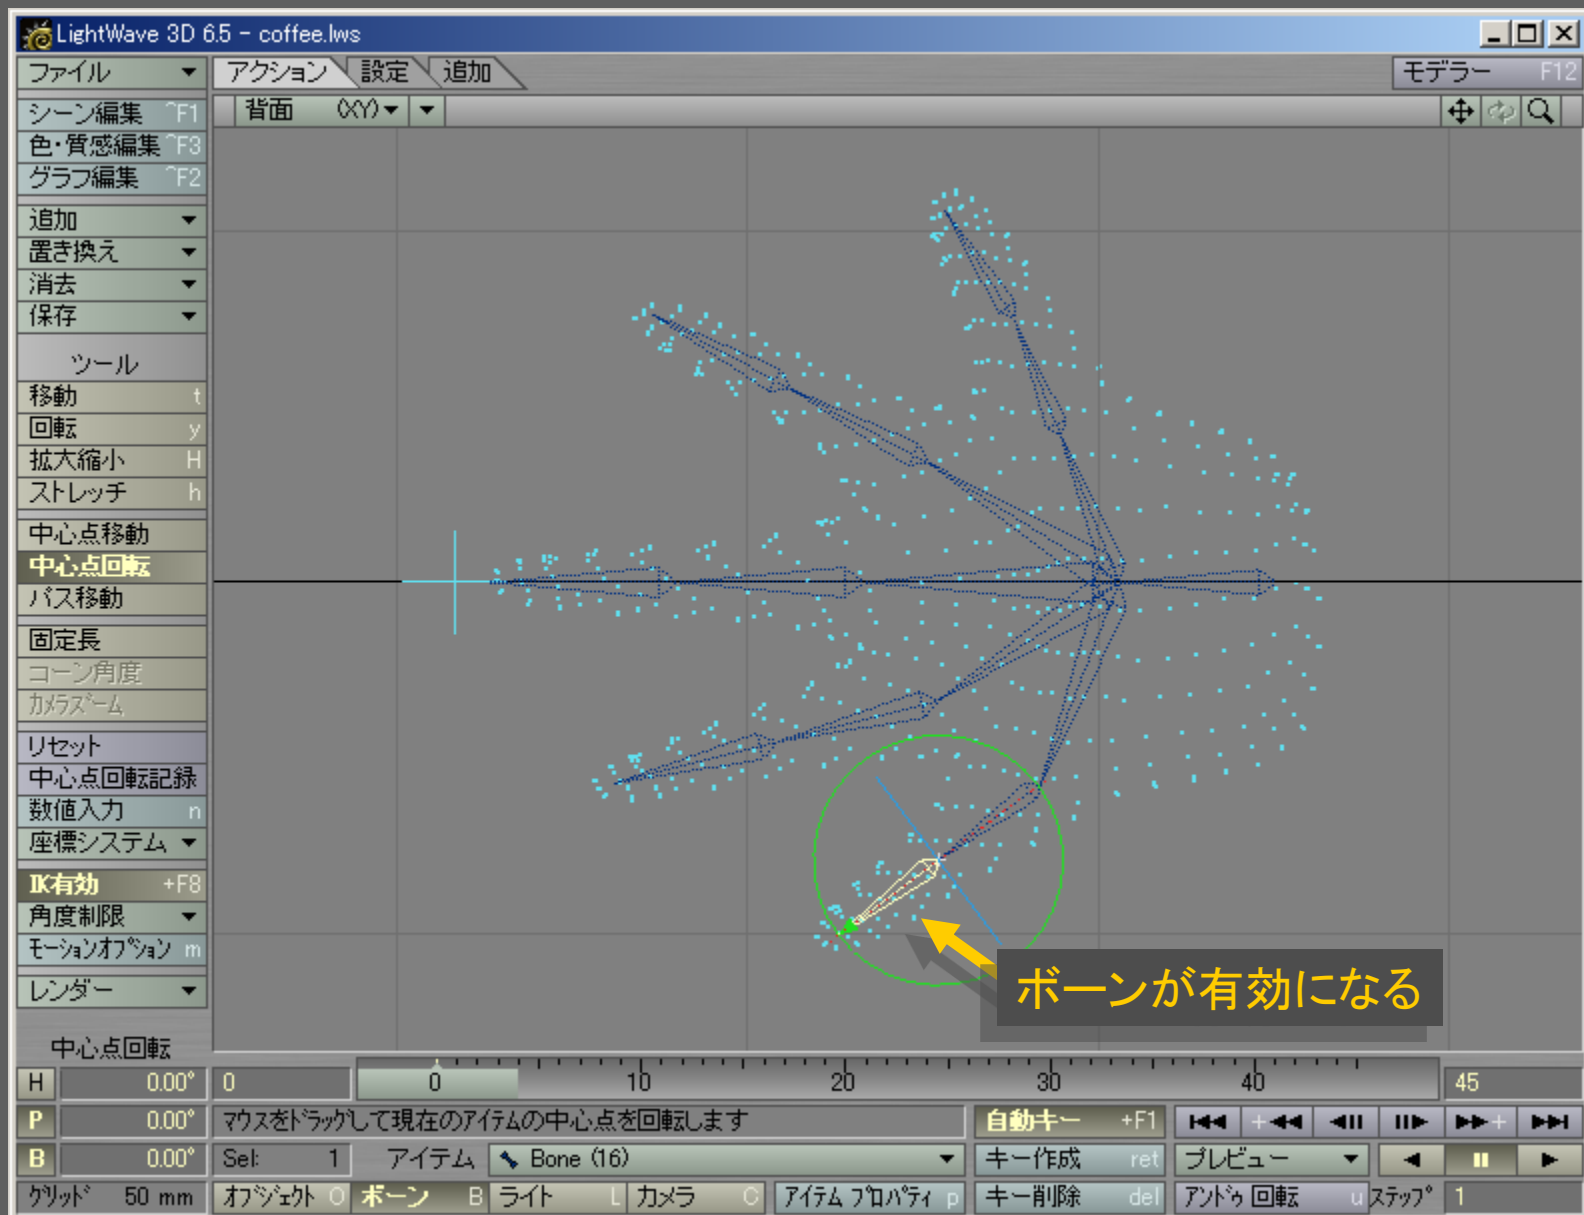 LightWave 3D 6.5 - coffee.lws
ファイル
アクション 設定 追加
モデラー F12
背面 (XY)
シーン編集 ^F1
色・質感編集 ^F3
グラフ編集 ^F2
追加
置き換え
消去
保存
ツール
移動 t
回転 y
拡大縮小 H
ストレッチ h
中心点移動
中心点回転
パス移動
固定長
コーン角度
カメラズーム
リセット
中心点回転記録
数値入力 n
座標システム
IK有効 +F8
角度制限
モーションオプション m
レンダー
ボーンが有効になる
中心点回転
H 0.00° 0 0 10 20 30 40 45
P 0.00° マウスをドラッグして現在のアイテムの中心点を回転します 自動キー +F1
B 0.00° Sel: 1 アイテム Bone (16) キー作成 ret プレビュー
グリッド 50 mm オブジェクト O ボーン B ライト L カメラ C アイテム プロパティ p キー削除 del アンドゥ 回転 u ステップ 1